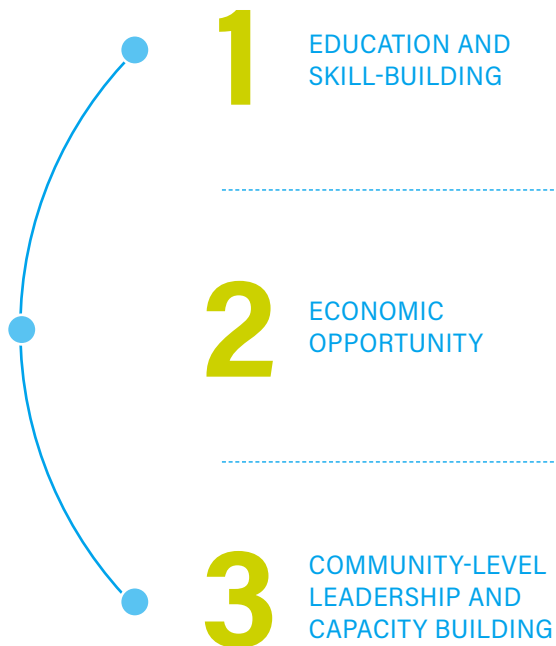 1
EDUCATION AND
SKILL-BUILDING
2
ECONOMIC
OPPORTUNITY
3
COMMUNITY-LEVEL
LEADERSHIP AND
CAPACITY BUILDING